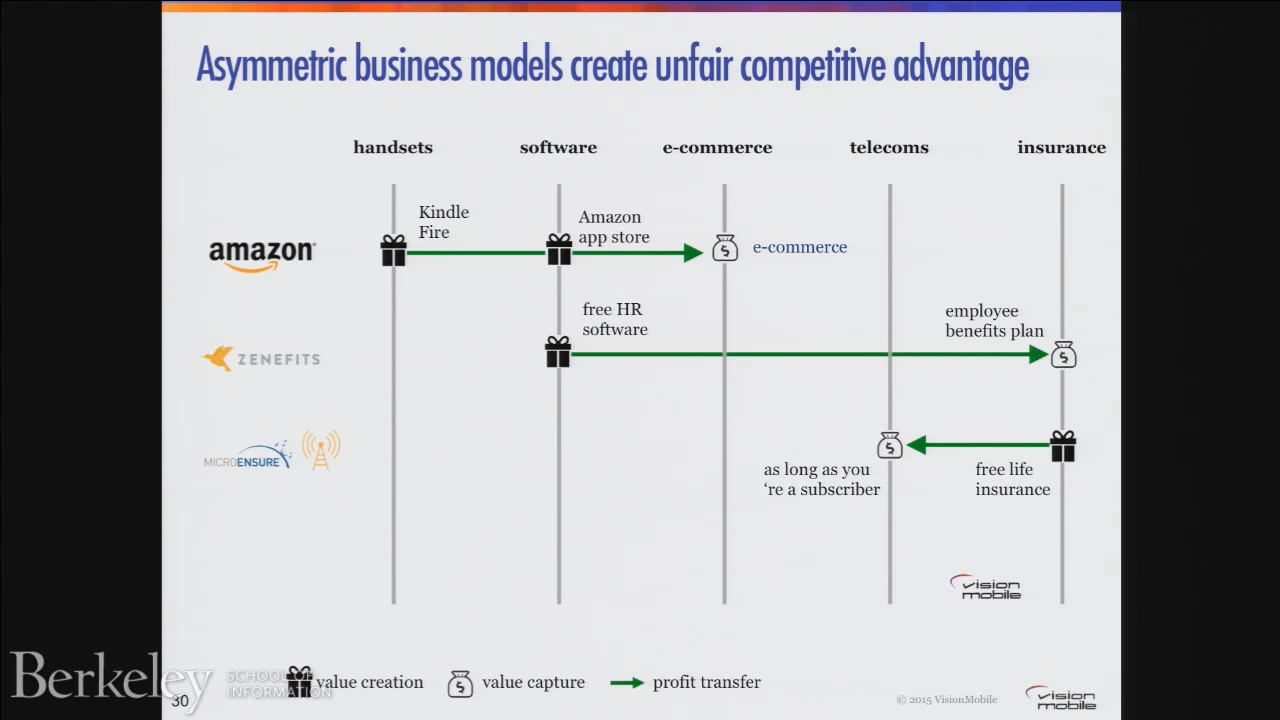 Asymmetric business models create unfair competitive advantage
handsets software e-commerce telecoms insurance
Kindle
Fire
Amazon
app store
amazon
e-commerce
free HR
software
employee
benefits plan
ZENEFITS
MICROENSURE
as long as you
‘re a subscriber
free life
insurance
vision
mobile
Berkeley
SCHOOL OF
INFORMATION
value creation value capture profit transfer
30
© 2015 VisionMobile
vision
mobile